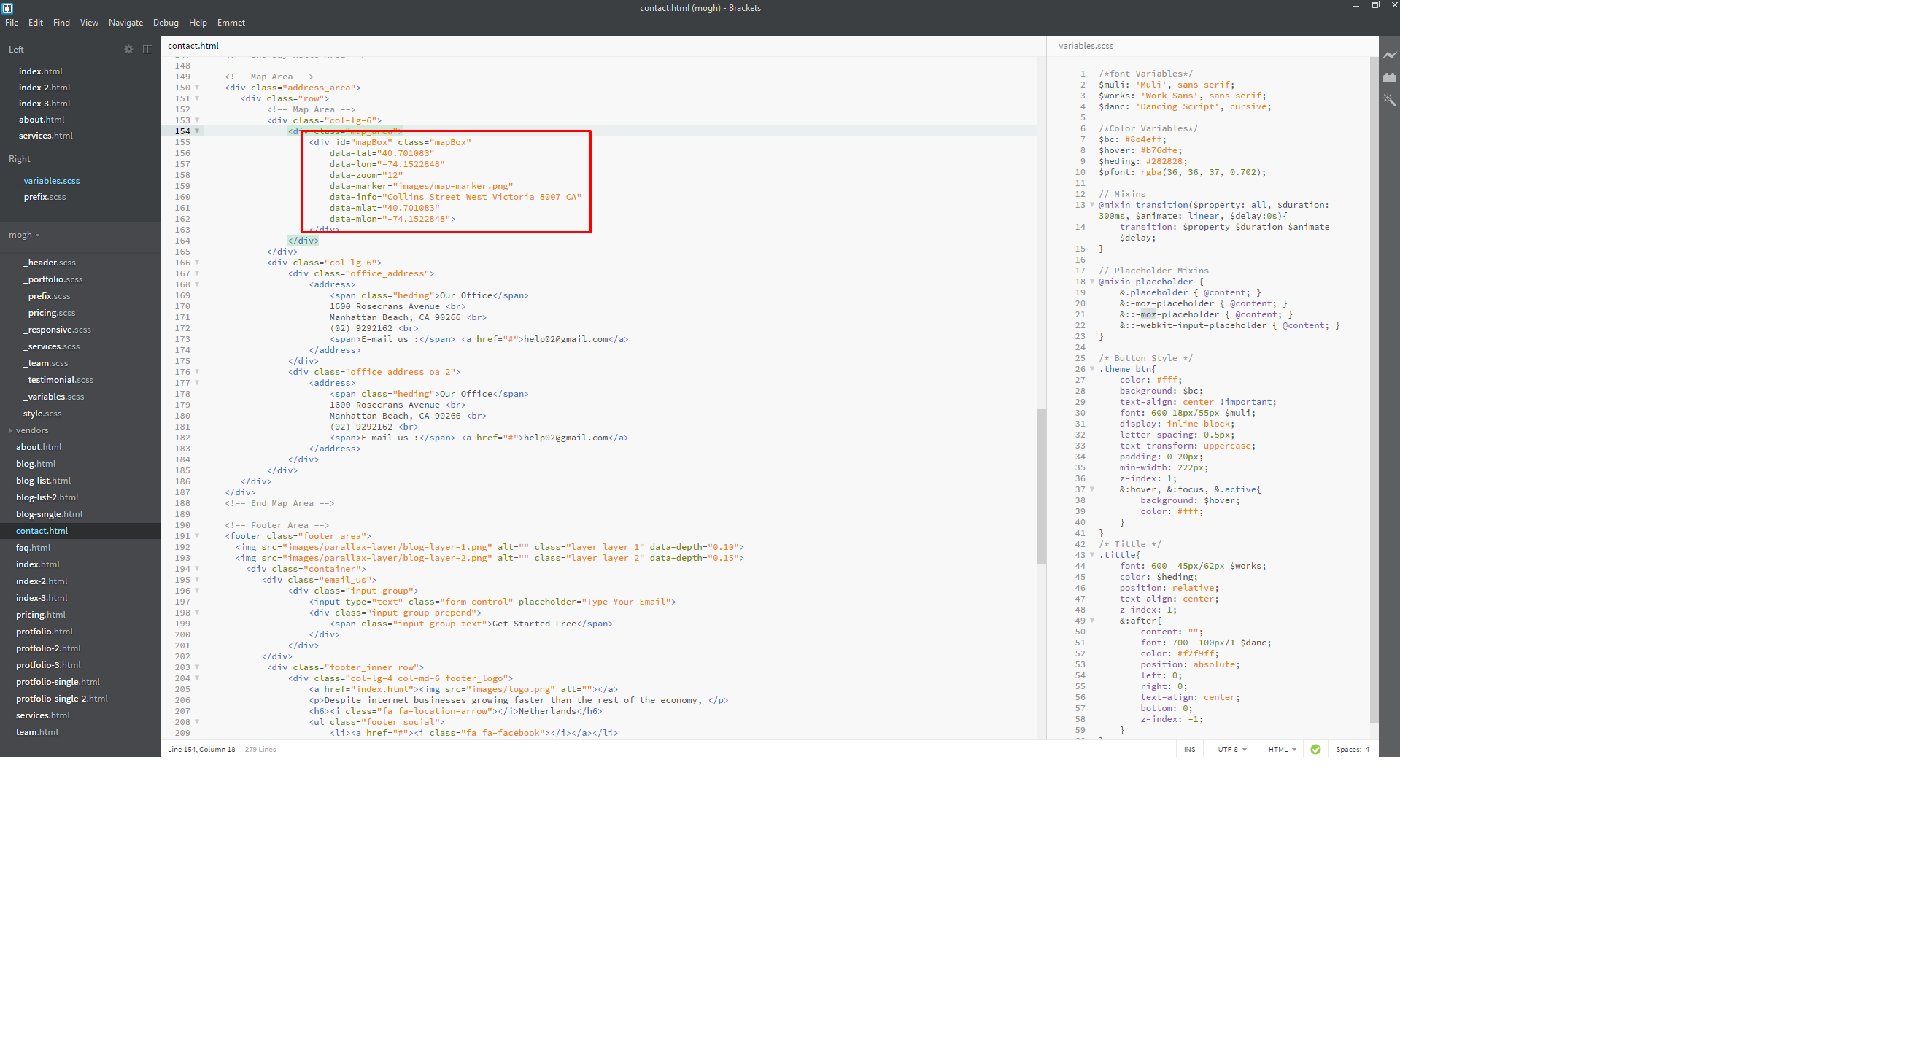 contact.html (mogh) - Brackets
File Edit Find View Navigate Debug Help Emmet
Left
index.html
index-2.html
index-3.html
about.html
services.html
Right
variables.scss
prefix.scss
mogh
_header.scss
_portfolio.scss
prefix.scss
pricing.scss
_responsive.scss
_services.scss
_team.scss
testimonial.scss
_variables.scss
style.scss
vendors
about.html
blog.html
blog-list.html
blog-list-2.html
blog-single.html
contact.html
faq.html
index.html
index-2.html
index-3.html
pricing.html
protfolio.html
protfolio-2.html
protfolio-3.html
protfolio-single.html
protfolio-single-2.html
services.html
team.html
contact.html
148
149 <!-- Map Area -->
150 <div class="address_area">
151 <div class="row">
152 <!-- Map Area -->
153 <div class="col-lg-6">
154 <div class="map_area">
155 <div id="mapBox" class="mapBox"
156 data-lat="40.701083"
157 data-lon="-74.1522848"
158 data-zoom="12"
159 data-marker="images/map-marker.png"
160 data-info="Collins Street West Victoria 8007 CA"
161 data-mlat="40.701083"
162 data-mlon="-74.1522848">
163 </div>
164 </div>
165 </div>
166 <div class="col-lg-6">
167 <div class="office_address">
168 <address>
169 <span class="heding">Our Office</span>
170 1600 Rosecrans Avenue <br>
171 Manhattan Beach, CA 90266 <br>
172 (02) 9292162 <br>
173 <span>E-mail us :</span> <a href="#">help02@gmail.com</a>
174 </address>
175 </div>
176 <div class="office_address oa-2">
177 <address>
178 <span class="heding">Our Office</span>
179 1600 Rosecrans Avenue <br>
180 Manhattan Beach, CA 90266 <br>
181 (02) 9292162 <br>
182 <span>E-mail us :</span> <a href="#">help02@gmail.com</a>
183 </address>
184 </div>
185 </div>
186 </div>
187 </div>
188 <!-- End Map Area -->
189
190 <!-- Footer Area -->
191 <footer class="footer_area">
192 <img src="images/parallax-layer/blog-layer-1.png" alt="" class="layer layer-1" data-depth="0.10">
193 <img src="images/parallax-layer/blog-layer-2.png" alt="" class="layer layer-2" data-depth="0.15">
194 <div class="container">
195 <div class="email_us">
196 <div class="input-group">
197 <input type="text" class="form-control" placeholder="Type Your Email">
198 <div class="input-group-prepend">
199 <span class="input-group-text">Get Started Free</span>
200 </div>
201 </div>
202 </div>
203 <div class="footer_inner row">
204 <div class="col-lg-4 col-md-6 footer_logo">
205 <a href="index.html"><img src="images/logo.png" alt=""></a>
206 <p>Despite internet businesses growing faster than the rest of the economy, </p>
207 <h6><i class="fa fa-location-arrow"></i>Netherlands</h6>
208 <ul class="footer_social">
209 <li><a href="#"><i class="fa fa-facebook"></i></a></li>
Line 154, Column 18 279 Lines
variables.scss
1 /*font Variables*/
2 $muli: 'Muli', sans-serif;
3 $works: 'Work Sans', sans-serif;
4 $danc: 'Dancing Script', cursive;
5
6 /*Color Variables*/
7 $bc: #8c4eff;
8 $hover: #b76dfe;
9 $heding: #282828;
10 $pfont: rgba(36, 36, 37, 0.702);
11
12 // Mixins
13 @mixin transition($property: all, $duration:
300ms, $animate: linear, $delay:0s){
14 transition: $property $duration $animate
$delay;
15 }
16
17 // Placeholder Mixins
18 @mixin placeholder {
19 &.placeholder { @content; }
20 &:-moz-placeholder { @content; }
21 &::-moz-placeholder { @content; }
22 &::-webkit-input-placeholder { @content; }
23 }
24
25 /* Button Style */
26 .theme_btn{
27 color: #fff;
28 background: $bc;
29 text-align: center !important;
30 font: 600 18px/55px $muli;
31 display: inline-block;
32 letter-spacing: 0.5px;
33 text-transform: uppercase;
34 padding: 0 20px;
35 min-width: 222px;
36 z-index: 1;
37 &:hover, &:focus, &.active{
38 background: $hover;
39 color: #fff;
40 }
41 }
42 /* Tittle */
43 .tittle{
44 font: 600 45px/62px $works;
45 color: $heding;
46 position: relative;
47 text-align: center;
48 z-index: 1;
49 &:after{
50 content: "";
51 font: 700 100px/1 $danc;
52 color: #f2f9ff;
53 position: absolute;
54 left: 0;
55 right: 0;
56 text-align: center;
57 bottom: 0;
58 z-index: -1;
59 }
INS UTF-8 HTML Spaces: 4